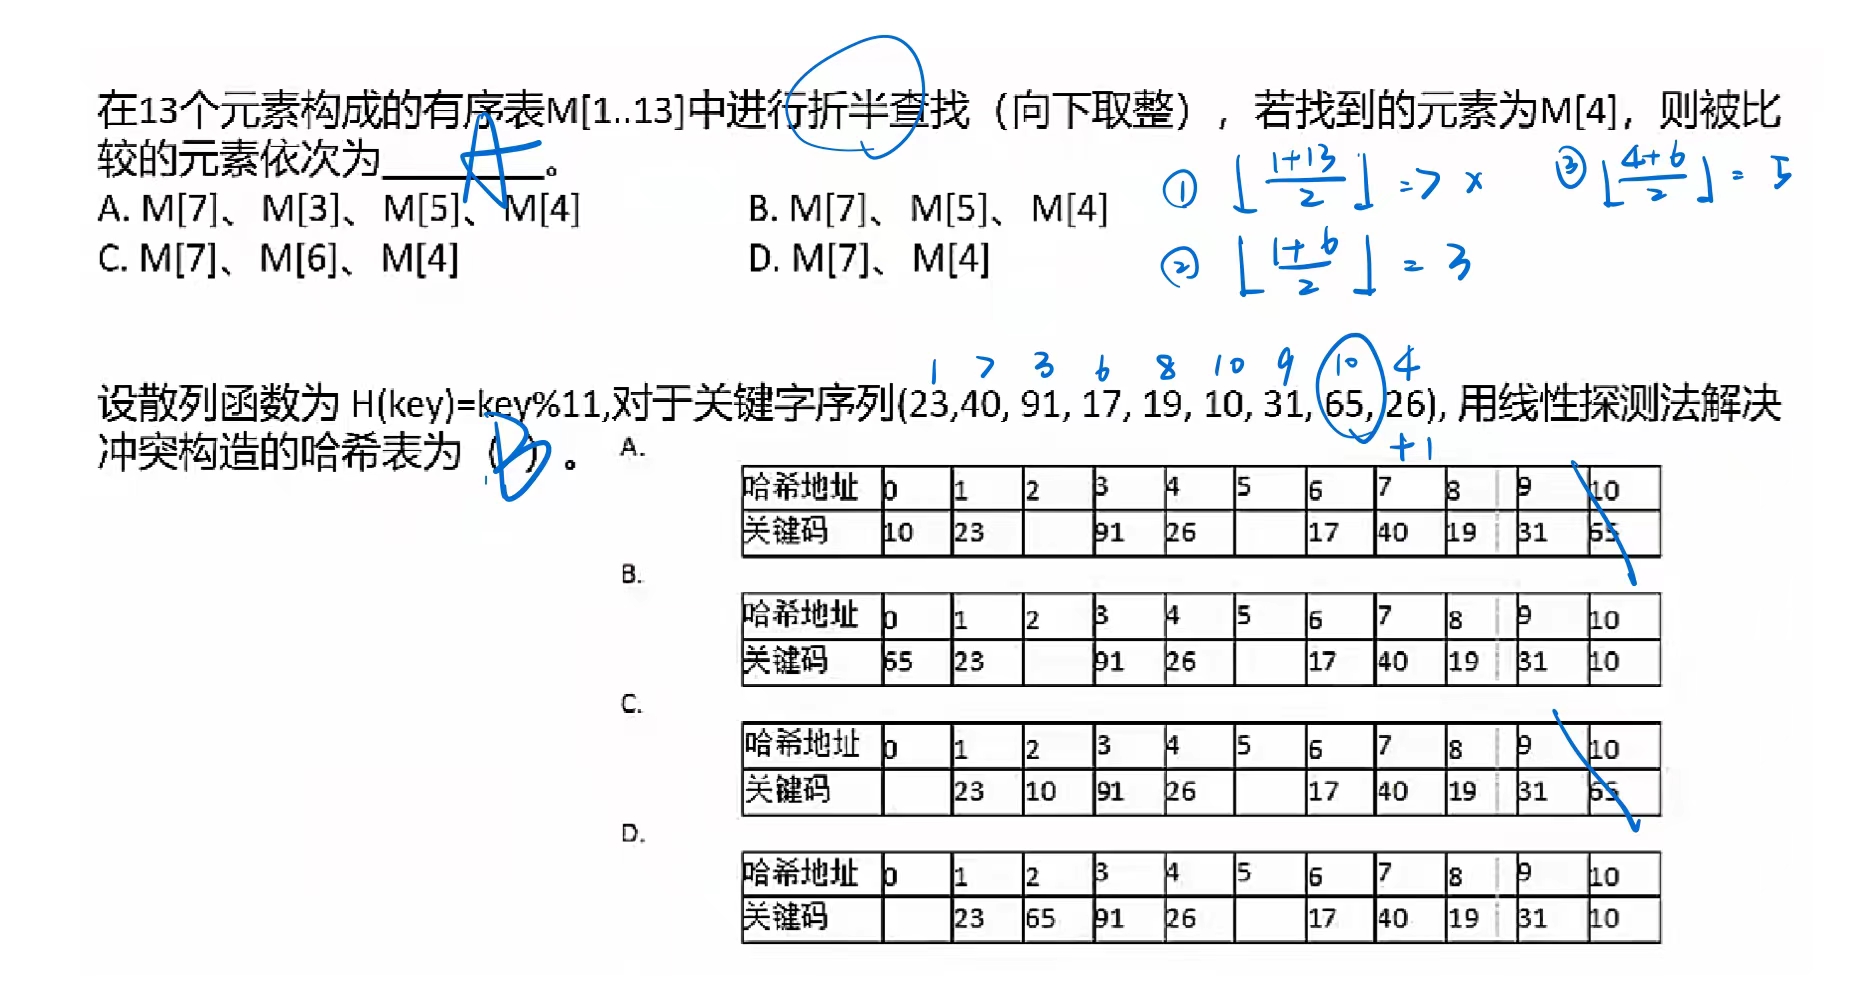 在13个元素构成的有序表M[1..13]中进行折半查找（向下取整），若找到的元素为M[4]，则被比
较的元素依次为________。
A
A. M[7]、M[3]、M[5]、M[4]
B. M[7]、M[5]、M[4]
C. M[7]、M[6]、M[4]
D. M[7]、M[4]
① ⌊(1+13)/2⌋ = 7 ×
③ ⌊(4+6)/2⌋ = 5
② ⌊(1+6)/2⌋ = 3
1 7 3 6 8 10 9 10 4
设散列函数为 H(key)=key%11,对于关键字序列(23,40, 91, 17, 19, 10, 31, 65, 26), 用线性探测法解决
冲突构造的哈希表为（ ）。
B
+1
A.
哈希地址 0 1 2 3 4 5 6 7 8 9 10
关键码 10 23 91 26 17 40 19 31 65
B.
哈希地址 0 1 2 3 4 5 6 7 8 9 10
关键码 65 23 91 26 17 40 19 31 10
C.
哈希地址 0 1 2 3 4 5 6 7 8 9 10
关键码 23 10 91 26 17 40 19 31 65
D.
哈希地址 0 1 2 3 4 5 6 7 8 9 10
关键码 23 65 91 26 17 40 19 31 10